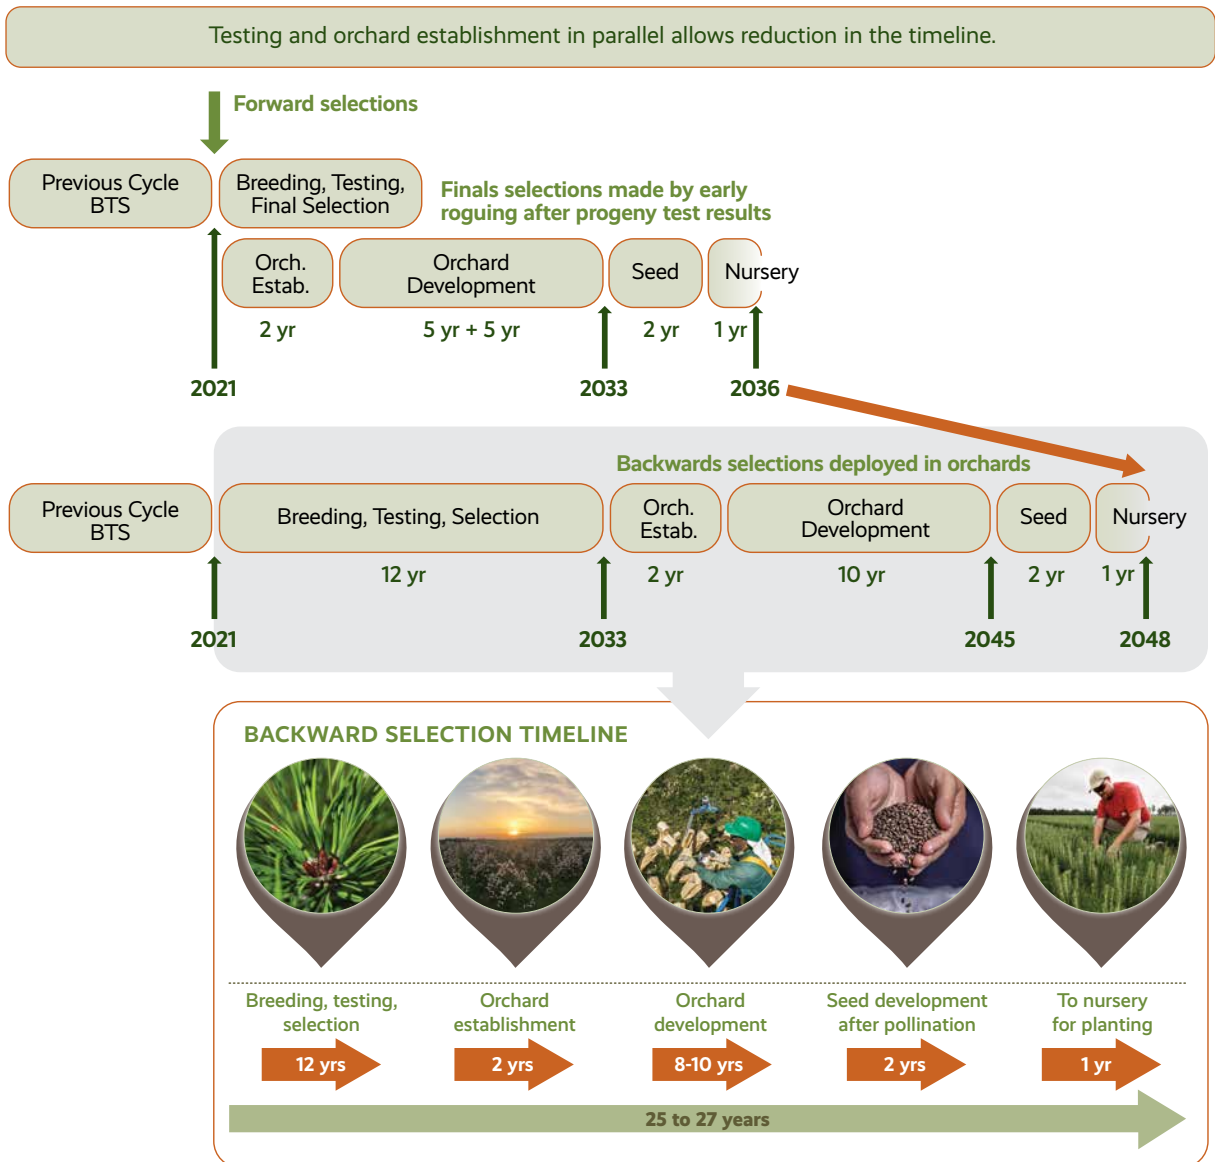 Testing and orchard establishment in parallel allows reduction in the timeline.
Forward selections
Previous Cycle
BTS
Breeding, Testing,
Final Selection
Finals selections made by early
roguing after progeny test results
Orch.
Estab.
Orchard
Development
Seed
Nursery
2 yr
5 yr + 5 yr
2 yr
1 yr
2021
2033
2036
Backwards selections deployed in orchards
Previous Cycle
BTS
Breeding, Testing, Selection
Orch.
Estab.
Orchard
Development
Seed
Nursery
12 yr
2 yr
10 yr
2 yr
1 yr
2021
2033
2045
2048
BACKWARD SELECTION TIMELINE
Breeding, testing,
selection
Orchard
establishment
Orchard
development
Seed development
after pollination
To nursery
for planting
12 yrs
2 yrs
8-10 yrs
2 yrs
1 yr
25 to 27 years